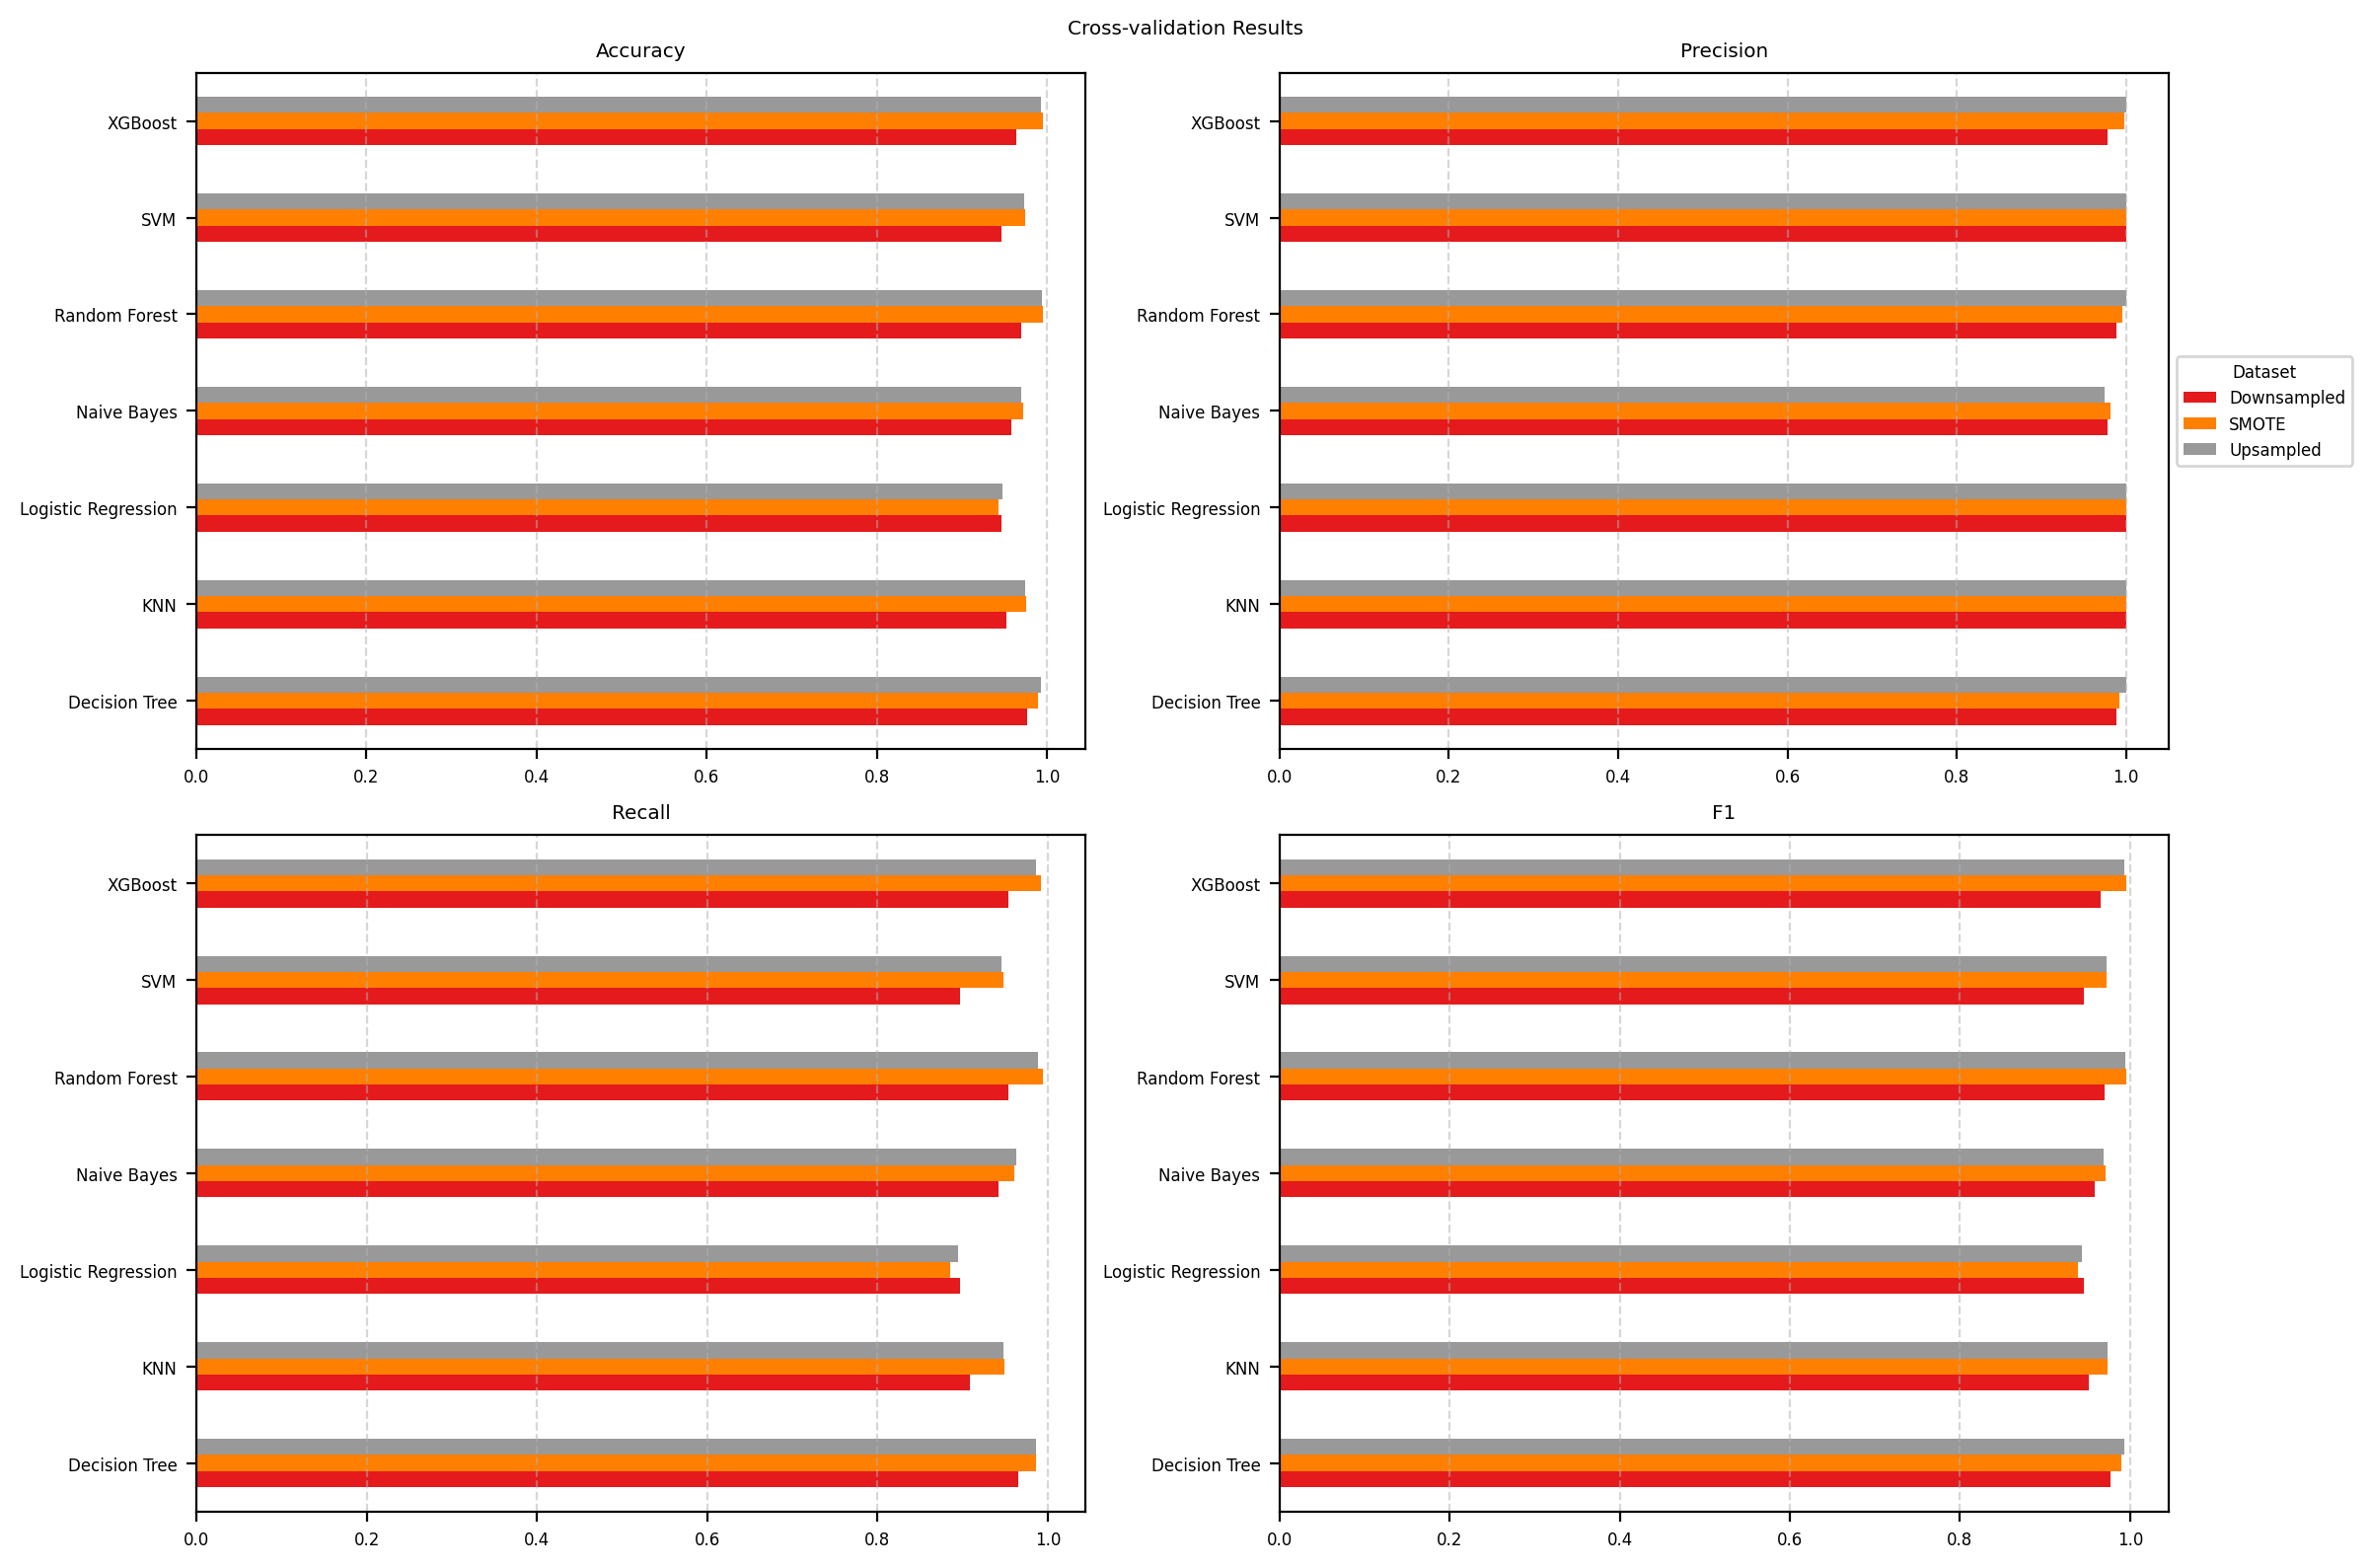 Cross-validation Results
Accuracy
XGBoost
SVM
Random Forest
Naive Bayes
Logistic Regression
KNN
Decision Tree
0.0 0.2 0.4 0.6 0.8 1.0
Precision
XGBoost
SVM
Random Forest
Naive Bayes
Logistic Regression
KNN
Decision Tree
0.0 0.2 0.4 0.6 0.8 1.0
Dataset
Downsampled
SMOTE
Upsampled
Recall
XGBoost
SVM
Random Forest
Naive Bayes
Logistic Regression
KNN
Decision Tree
0.0 0.2 0.4 0.6 0.8 1.0
F1
XGBoost
SVM
Random Forest
Naive Bayes
Logistic Regression
KNN
Decision Tree
0.0 0.2 0.4 0.6 0.8 1.0